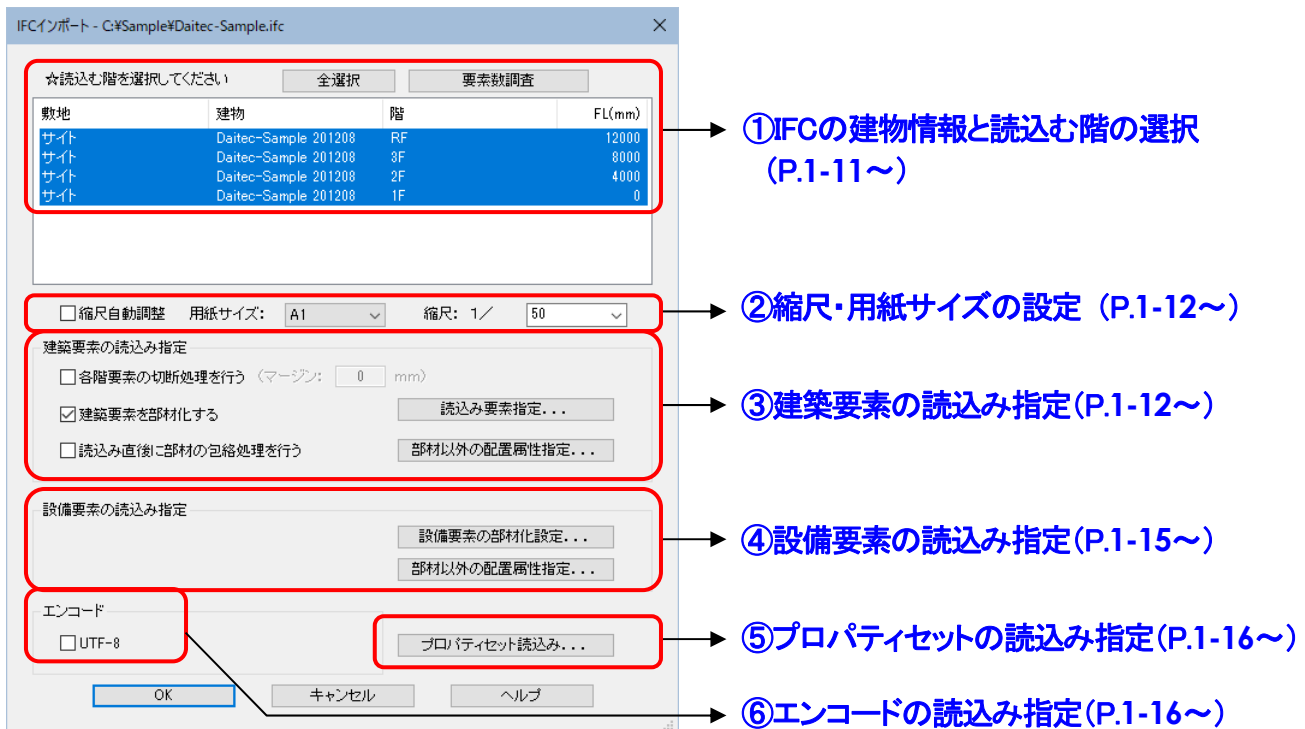 IFCインポート - C:¥Sample¥Daitec-Sample.ifc
☆読込む階を選択してください 全選択 要素数調査
敷地 建物 階 FL(mm)
サイト Daitec-Sample 201208 RF 12000
サイト Daitec-Sample 201208 3F 8000
サイト Daitec-Sample 201208 2F 4000
サイト Daitec-Sample 201208 1F 0
①IFCの建物情報と読込む階の選択
(P.1-11～)
縮尺自動調整 用紙サイズ: A1 縮尺: 1/ 50
②縮尺・用紙サイズの設定 (P.1-12～)
建築要素の読込み指定
各階要素の切断処理を行う (マージン: 0 mm)
建築要素を部材化する 読込み要素指定...
③建築要素の読込み指定(P.1-12～)
読込み直後に部材の包絡処理を行う 部材以外の配置属性指定...
設備要素の読込み指定
設備要素の部材化設定...
④設備要素の読込み指定(P.1-15～)
部材以外の配置属性指定...
エンコード
UTF-8 プロパティセット読込み...
⑤プロパティセットの読込み指定(P.1-16～)
OK キャンセル ヘルプ
⑥エンコードの読込み指定(P.1-16～)